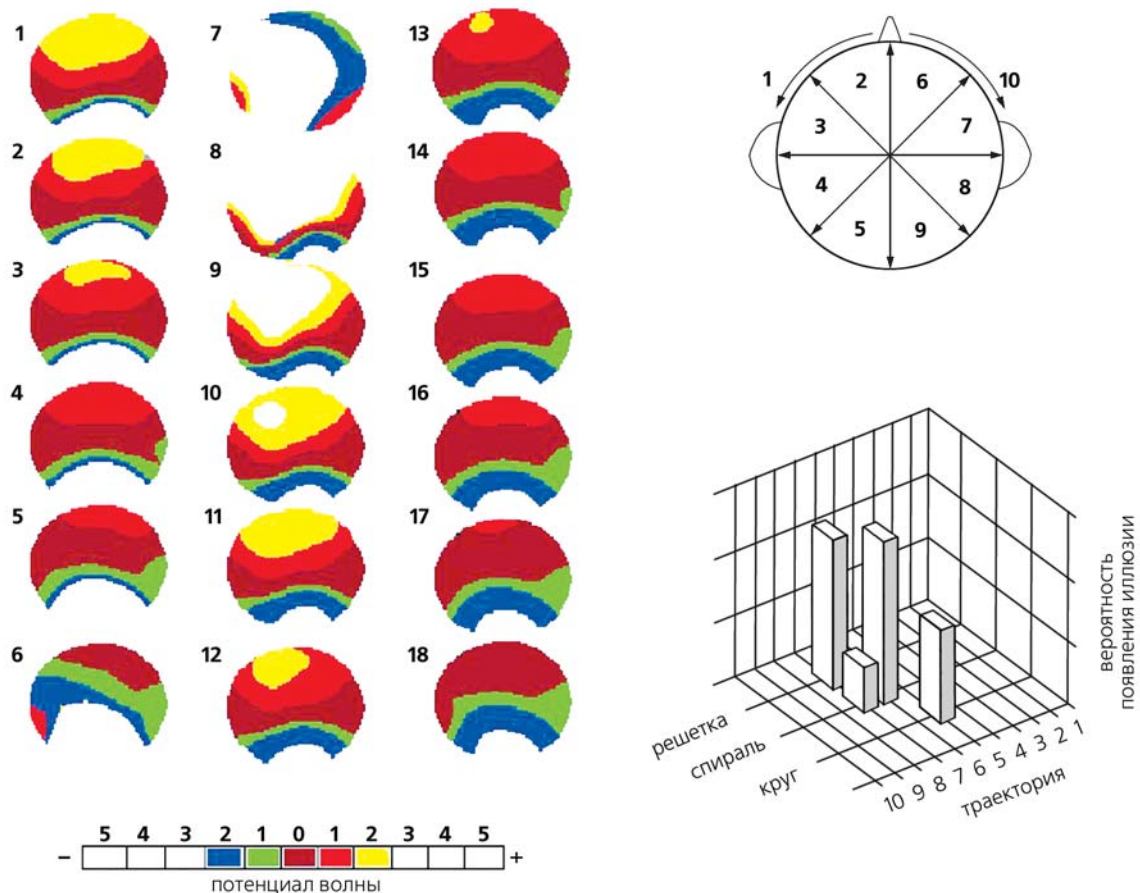 1
2
3
4
5
6
7
8
9
10
11
12
13
14
15
16
17
18
5 4 3 2 1 0 1 2 3 4 5
− +
потенциал волны
1 2 6 10
3 7
4 8
5 9
решетка
спираль
круг
10 9 8 7 6 5 4 3 2 1
траектория
вероятность
появления иллюзии